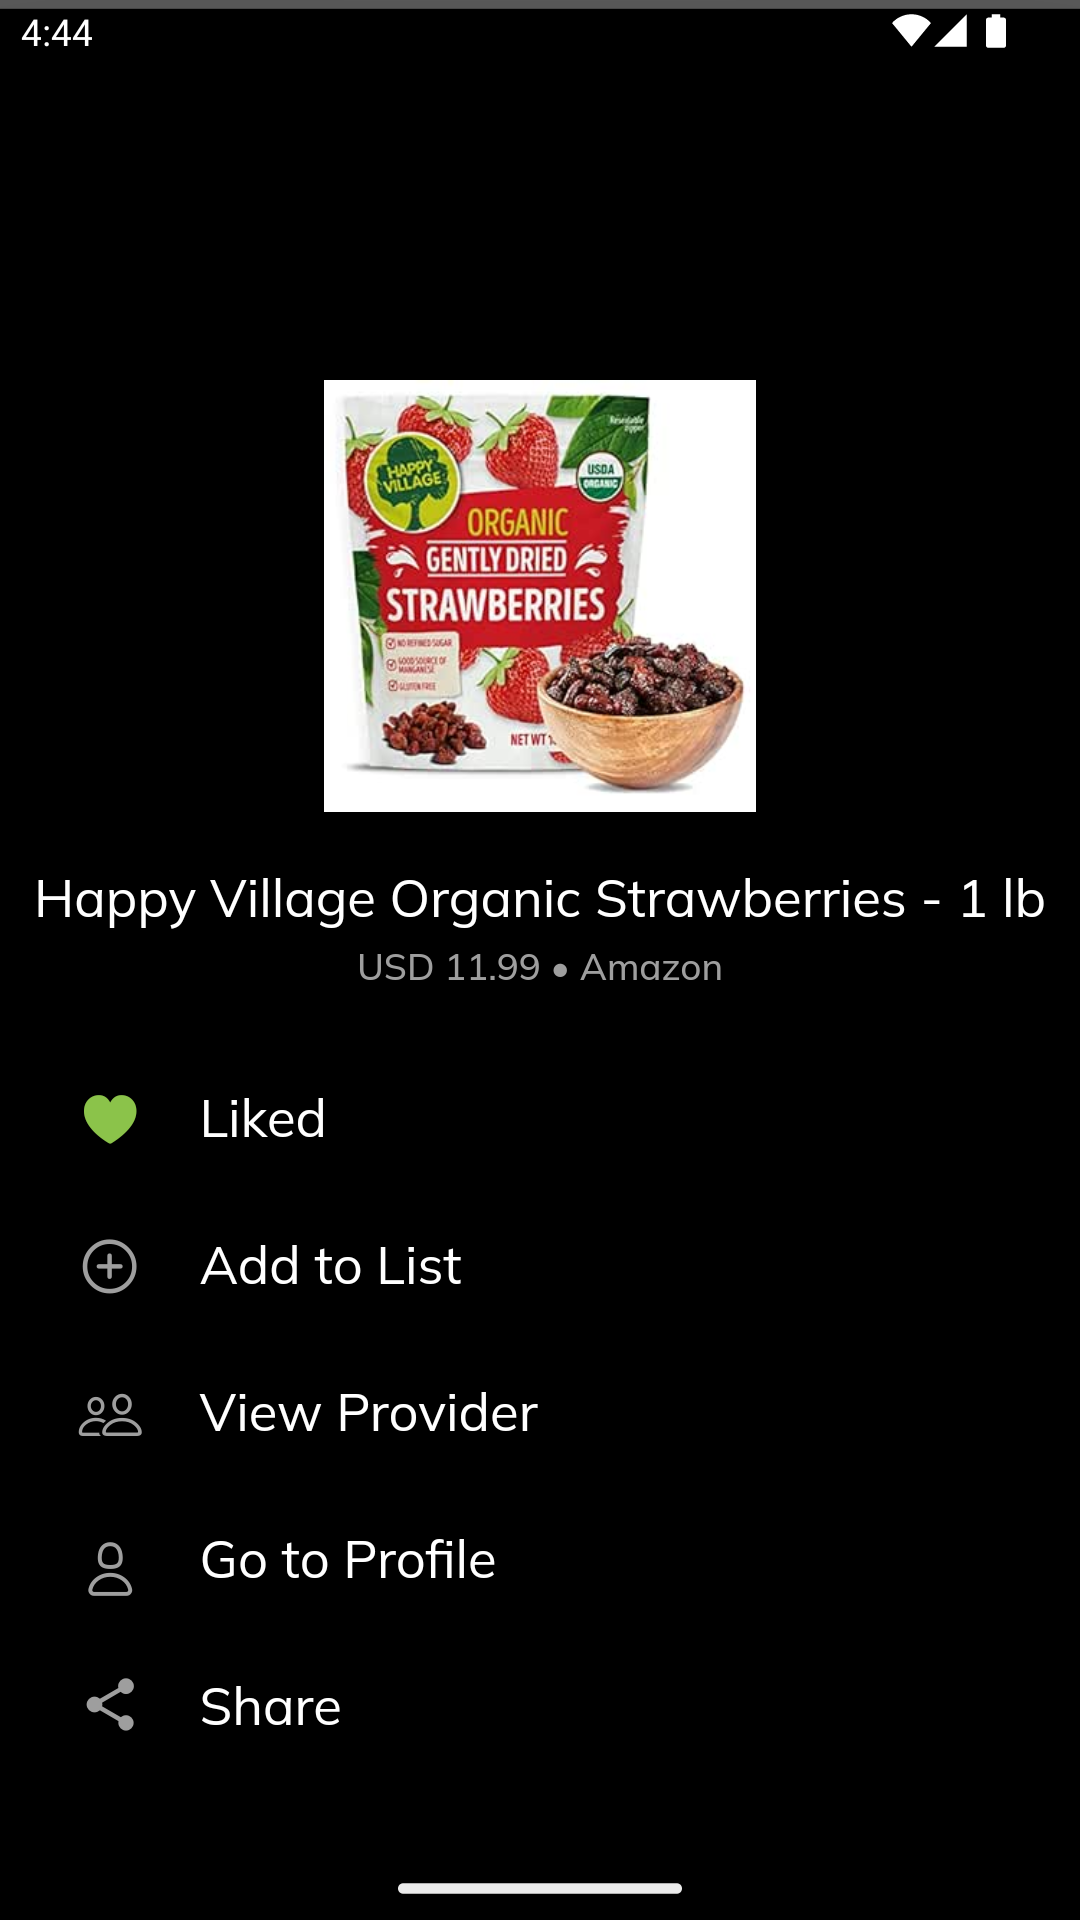 4:44
Resealable
zipper
HAPPY
VILLAGE
USDA
ORGANIC
ORGANIC
GENTLY DRIED
STRAWBERRIES
NO REFINED SUGAR
GOOD SOURCE OF
MANGANESE
GLUTEN FREE
NET WT
Happy Village Organic Strawberries - 1 lb
USD 11.99 • Amazon
Liked
Add to List
View Provider
Go to Profile
Share